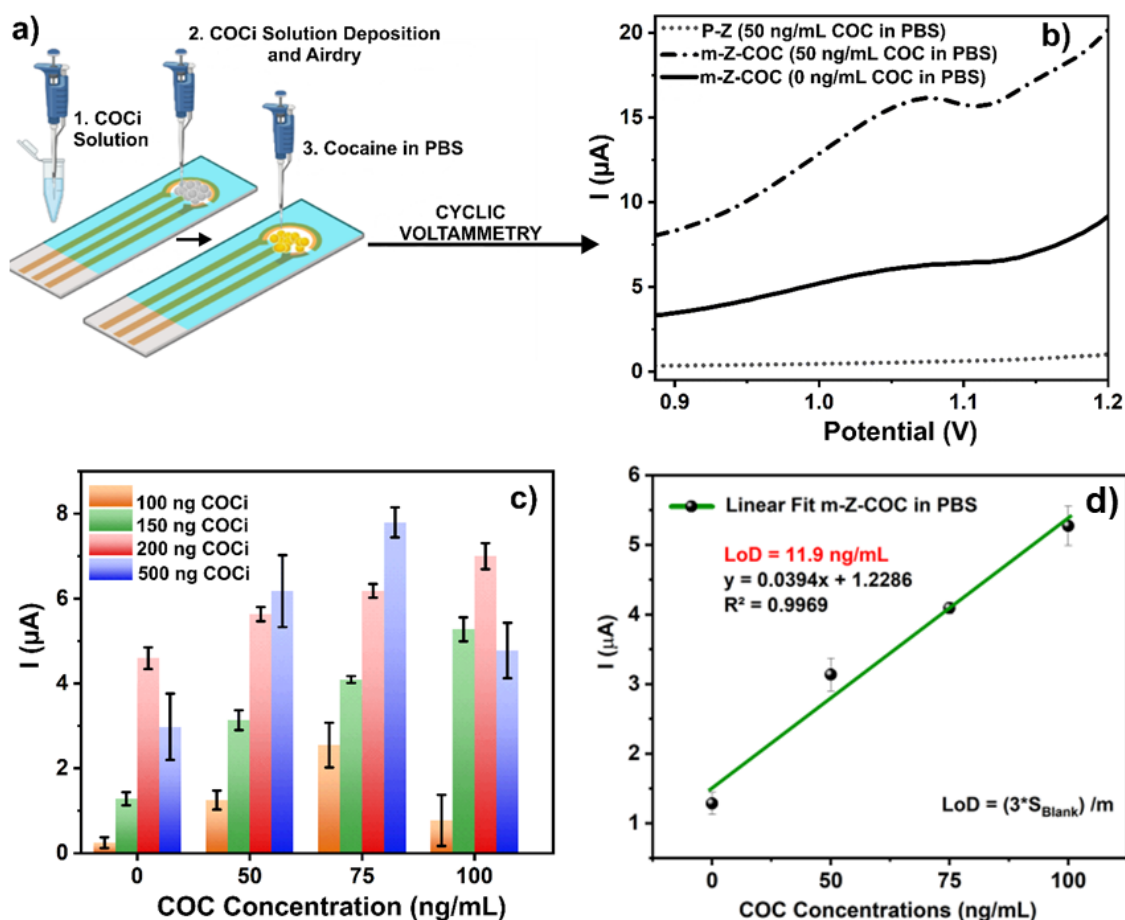 a)
2. COCi Solution Deposition
and Airdry
1. COCi
Solution
3. Cocaine in PBS
CYCLIC
VOLTAMMETRY
b)
P-Z (50 ng/mL COC in PBS)
m-Z-COC (50 ng/mL COC in PBS)
m-Z-COC (0 ng/mL COC in PBS)
I (µA)
20
15
10
5
0
0.9 1.0 1.1 1.2
Potential (V)
c)
100 ng COCi
150 ng COCi
200 ng COCi
500 ng COCi
I (µA)
8
6
4
2
0
0 50 75 100
COC Concentration (ng/mL)
d)
Linear Fit m-Z-COC in PBS
LoD = 11.9 ng/mL
y = 0.0394x + 1.2286
R² = 0.9969
I (µA)
6
5
4
3
2
1
LoD = (3*S_Blank) /m
0 50 75 100
COC Concentrations (ng/mL)